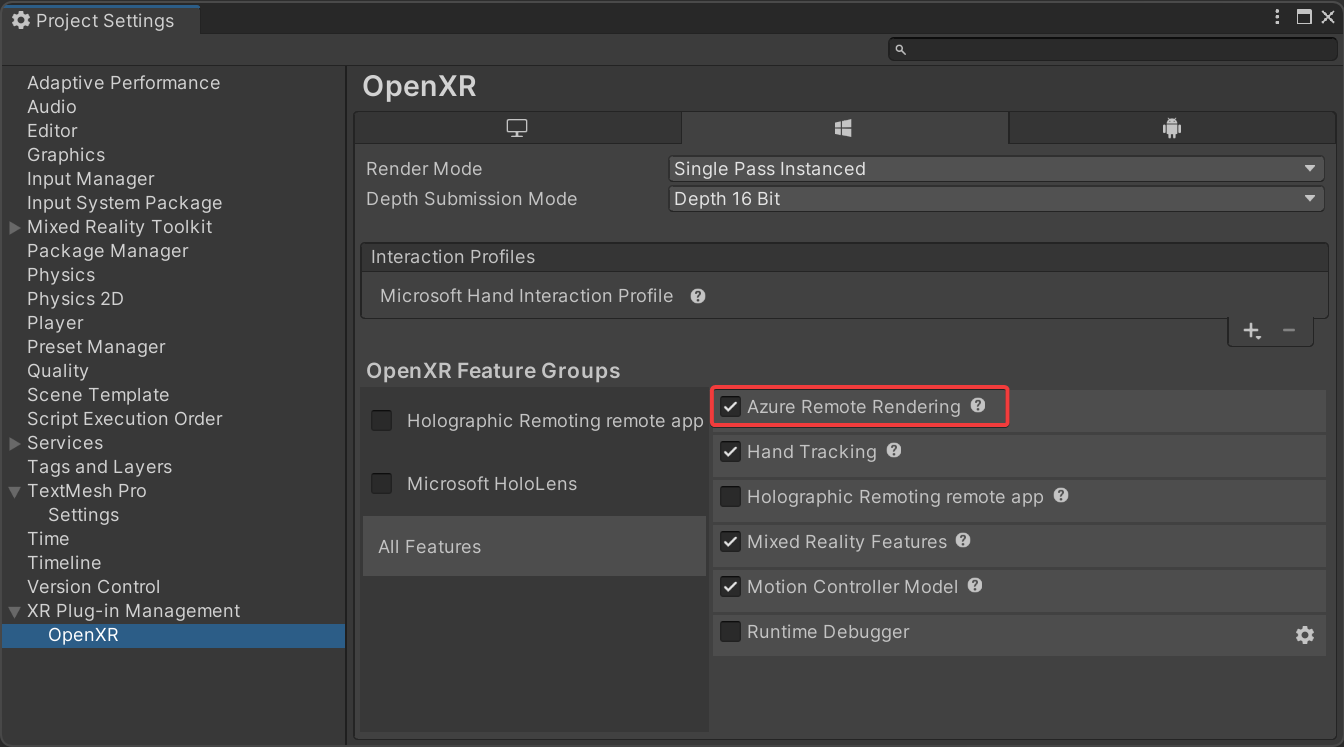 Project Settings
Adaptive Performance
Audio
Editor
Graphics
Input Manager
Input System Package
Mixed Reality Toolkit
Package Manager
Physics
Physics 2D
Player
Preset Manager
Quality
Scene Template
Script Execution Order
Services
Tags and Layers
TextMesh Pro
Settings
Time
Timeline
Version Control
XR Plug-in Management
OpenXR
OpenXR
Render Mode Single Pass Instanced
Depth Submission Mode Depth 16 Bit
Interaction Profiles
Microsoft Hand Interaction Profile
OpenXR Feature Groups
Holographic Remoting remote app
Microsoft HoloLens
All Features
Azure Remote Rendering
Hand Tracking
Holographic Remoting remote app
Mixed Reality Features
Motion Controller Model
Runtime Debugger